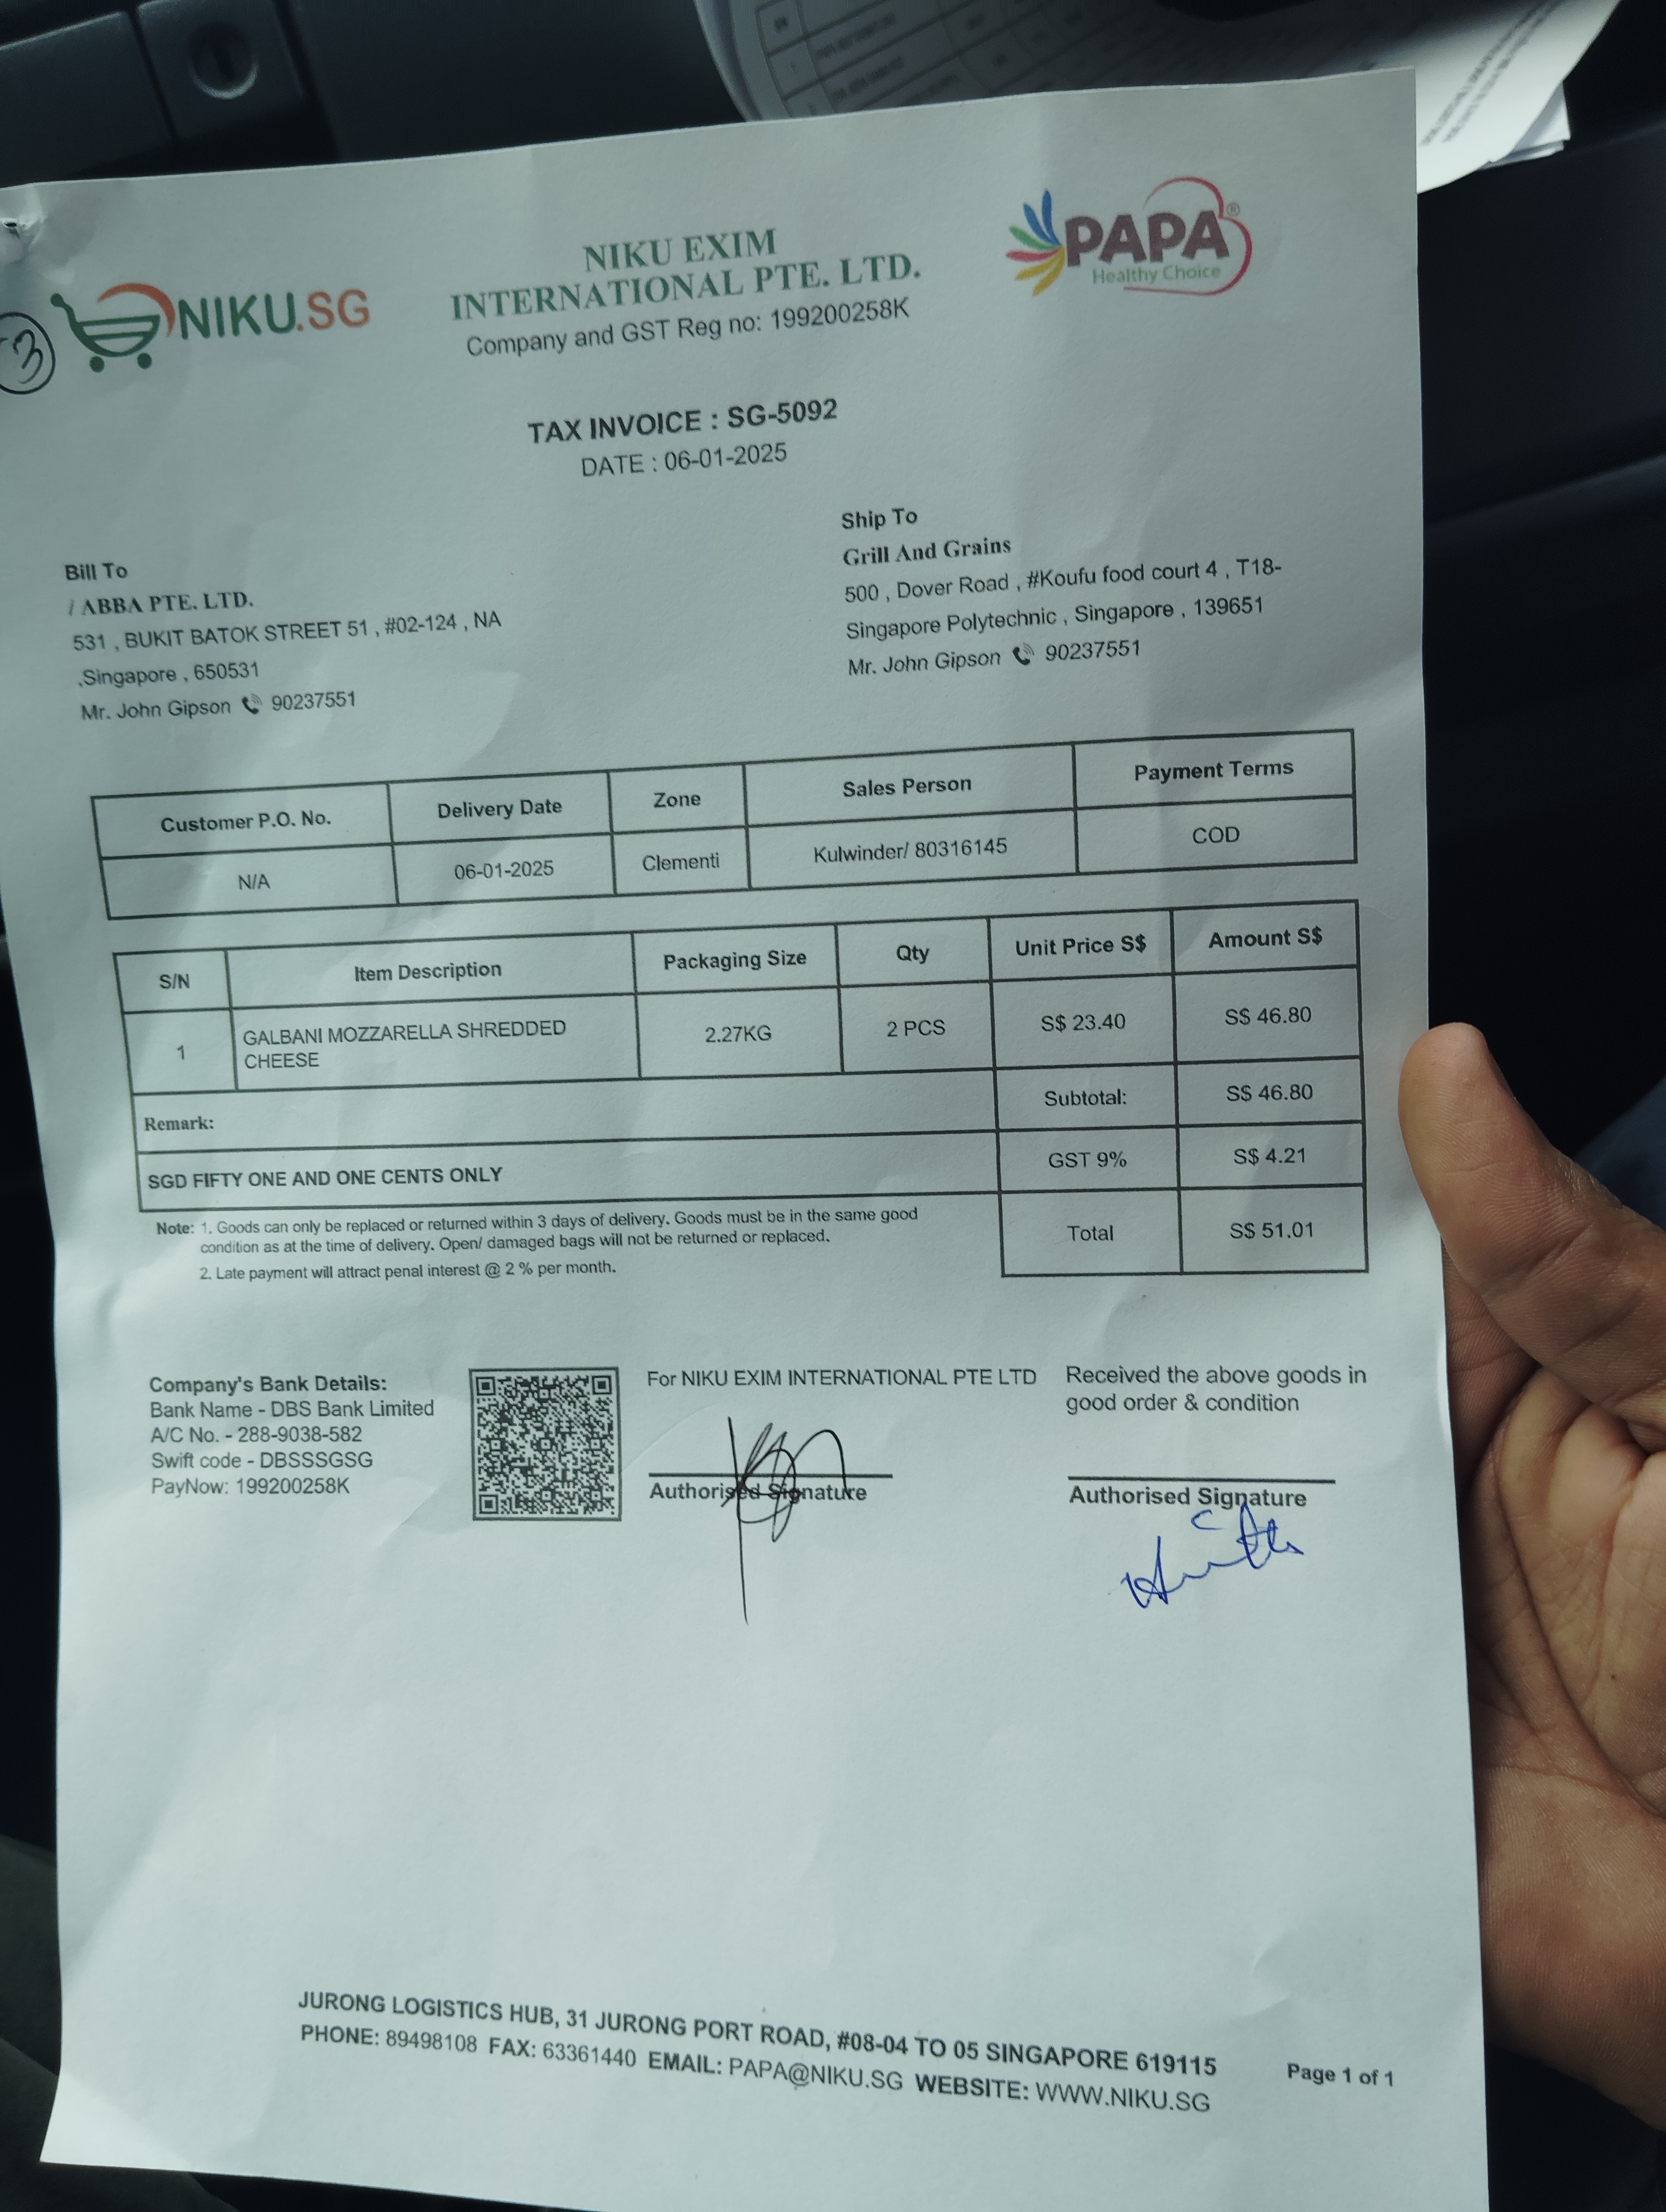 3
NIKU.SG
NIKU EXIM
INTERNATIONAL PTE. LTD.
Company and GST Reg no: 199200258K
PAPA®
Healthy Choice
TAX INVOICE : SG-5092
DATE : 06-01-2025
Bill To
/ ABBA PTE. LTD.
531 , BUKIT BATOK STREET 51 , #02-124 , NA
,Singapore , 650531
Mr. John Gipson 90237551
Ship To
Grill And Grains
500 , Dover Road , #Koufu food court 4 , T18-
Singapore Polytechnic , Singapore , 139651
Mr. John Gipson 90237551
Customer P.O. No. Delivery Date Zone Sales Person Payment Terms
N/A 06-01-2025 Clementi Kulwinder/ 80316145 COD
S/N Item Description Packaging Size Qty Unit Price S$ Amount S$
1 GALBANI MOZZARELLA SHREDDED CHEESE 2.27KG 2 PCS S$ 23.40 S$ 46.80
Remark: Subtotal: S$ 46.80
SGD FIFTY ONE AND ONE CENTS ONLY GST 9% S$ 4.21
Total S$ 51.01
Note: 1. Goods can only be replaced or returned within 3 days of delivery. Goods must be in the same good
condition as at the time of delivery. Open/ damaged bags will not be returned or replaced.
2. Late payment will attract penal interest @ 2 % per month.
Company's Bank Details:
Bank Name - DBS Bank Limited
A/C No. - 288-9038-582
Swift code - DBSSSGSG
PayNow: 199200258K
For NIKU EXIM INTERNATIONAL PTE LTD
Authorised Signature
Received the above goods in
good order & condition
Authorised Signature
JURONG LOGISTICS HUB, 31 JURONG PORT ROAD, #08-04 TO 05 SINGAPORE 619115
PHONE: 89498108 FAX: 63361440 EMAIL: PAPA@NIKU.SG WEBSITE: WWW.NIKU.SG
Page 1 of 1